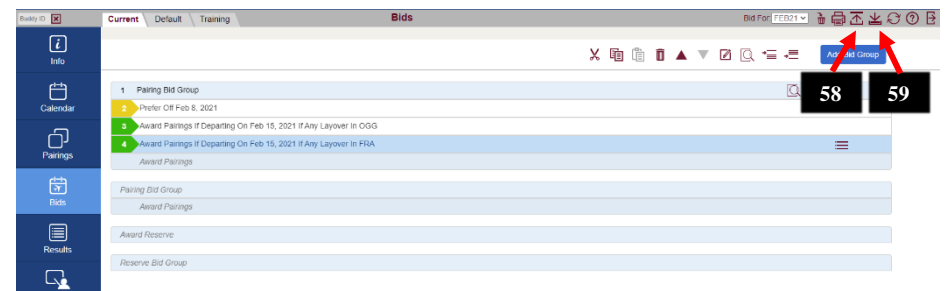 Buddy ID
Current Default Training Bids Bid For: FEB21
Info
Add Bid Group
58 59
Calendar
1 Pairing Bid Group
2 Prefer Off Feb 8, 2021
3 Award Pairings If Departing On Feb 15, 2021 If Any Layover In OGG
4 Award Pairings If Departing On Feb 15, 2021 If Any Layover In FRA
Pairings
Award Pairings
Pairing Bid Group
Bids
Award Pairings
Award Reserve
Results
Reserve Bid Group